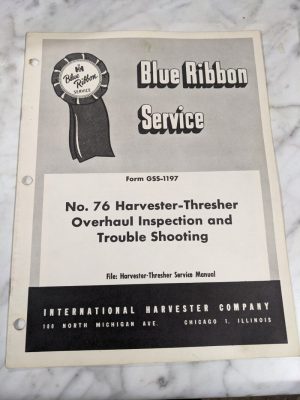 IH
Blue
Ribbon
SERVICE
Blue Ribbon
Service
Form GSS-1197
No. 76 Harvester-Thresher
Overhaul Inspection and
Trouble Shooting
File: Harvester-Thresher Service Manual
INTERNATIONAL HARVESTER COMPANY
180 NORTH MICHIGAN AVE. CHICAGO 1, ILLINOIS